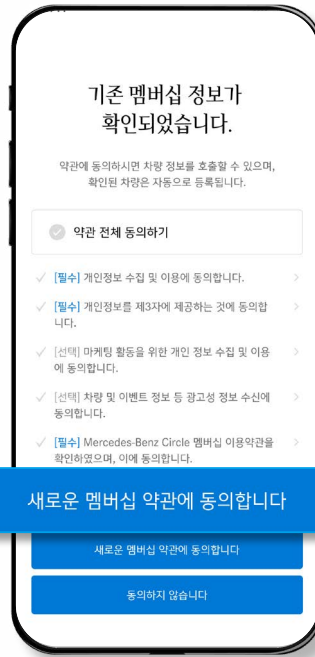 기존 멤버십 정보가
확인되었습니다.
약관에 동의하시면 차량 정보를 호출할 수 있으며,
확인된 차량은 자동으로 등록됩니다.
약관 전체 동의하기
[필수] 개인정보 수집 및 이용에 동의합니다.
[필수] 개인정보를 제3자에 제공하는 것에 동의합
니다.
[선택] 마케팅 활동을 위한 개인 정보 수집 및 이용
에 동의합니다.
[선택] 차량 및 이벤트 정보 등 광고성 정보 수신에
동의합니다.
[필수] Mercedes-Benz Circle 멤버십 이용약관을
확인하였으며, 이에 동의합니다.
새로운 멤버십 약관에 동의합니다
새로운 멤버십 약관에 동의합니다
동의하지 않습니다